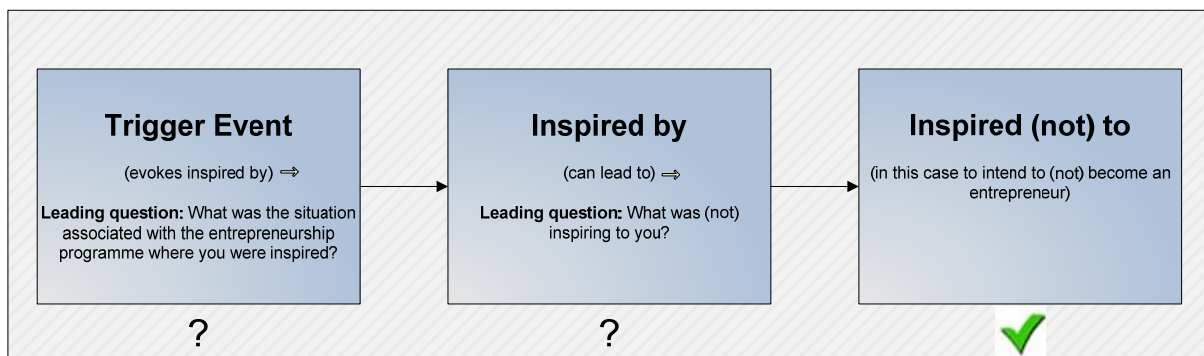 Trigger Event
(evokes inspired by) ⇒
Leading question: What was the situation
associated with the entrepreneurship
programme where you were inspired?
?
Inspired by
(can lead to) ⇒
Leading question: What was (not)
inspiring to you?
?
Inspired (not) to
(in this case to intend to (not) become an
entrepreneur)